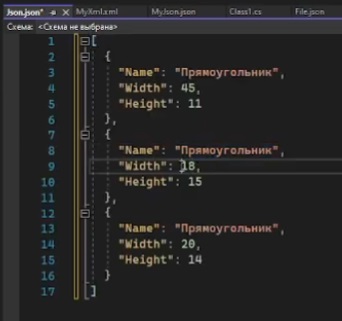 Json.json* MyXml.xml MyJson.json Class1.cs File.json
Схема: <Схема не выбрана>
1 [
2 {
3 "Name": "Прямоугольник",
4 "Width": 45,
5 "Height": 11
6 },
7 {
8 "Name": "Прямоугольник",
9 "Width": 18,
10 "Height": 15
11 },
12 {
13 "Name": "Прямоугольник",
14 "Width": 20,
15 "Height": 14
16 }
17 ]